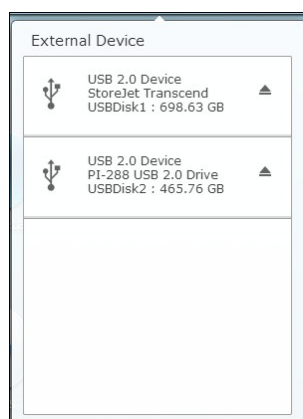 External Device
USB 2.0 Device
StoreJet Transcend
USBDisk1 : 698.63 GB
USB 2.0 Device
PI-288 USB 2.0 Drive
USBDisk2 : 465.76 GB